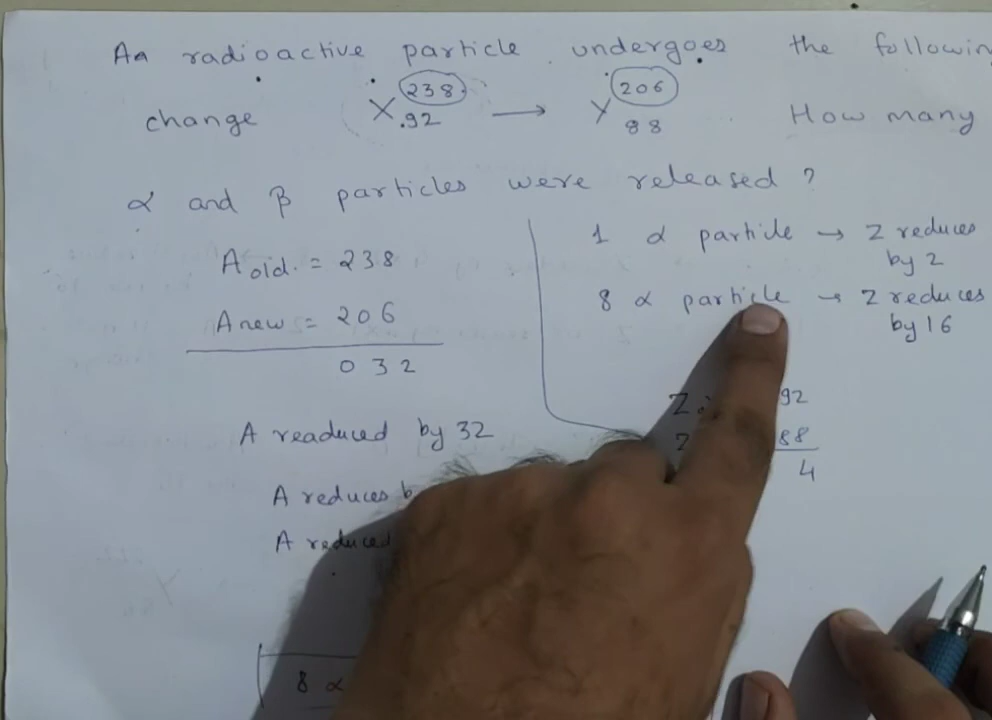 An radioactive particle undergoes the following
change X 238 92 → Y 206 88 . How many
α and β particles were released ?
A old. = 238
A new = 206
0 3 2
A readuced by 32
A reduces b
A reduced
8 α
1 α particle → Z reduces
by 2
8 α particle → Z reduces
by 16
Z 92
88
4